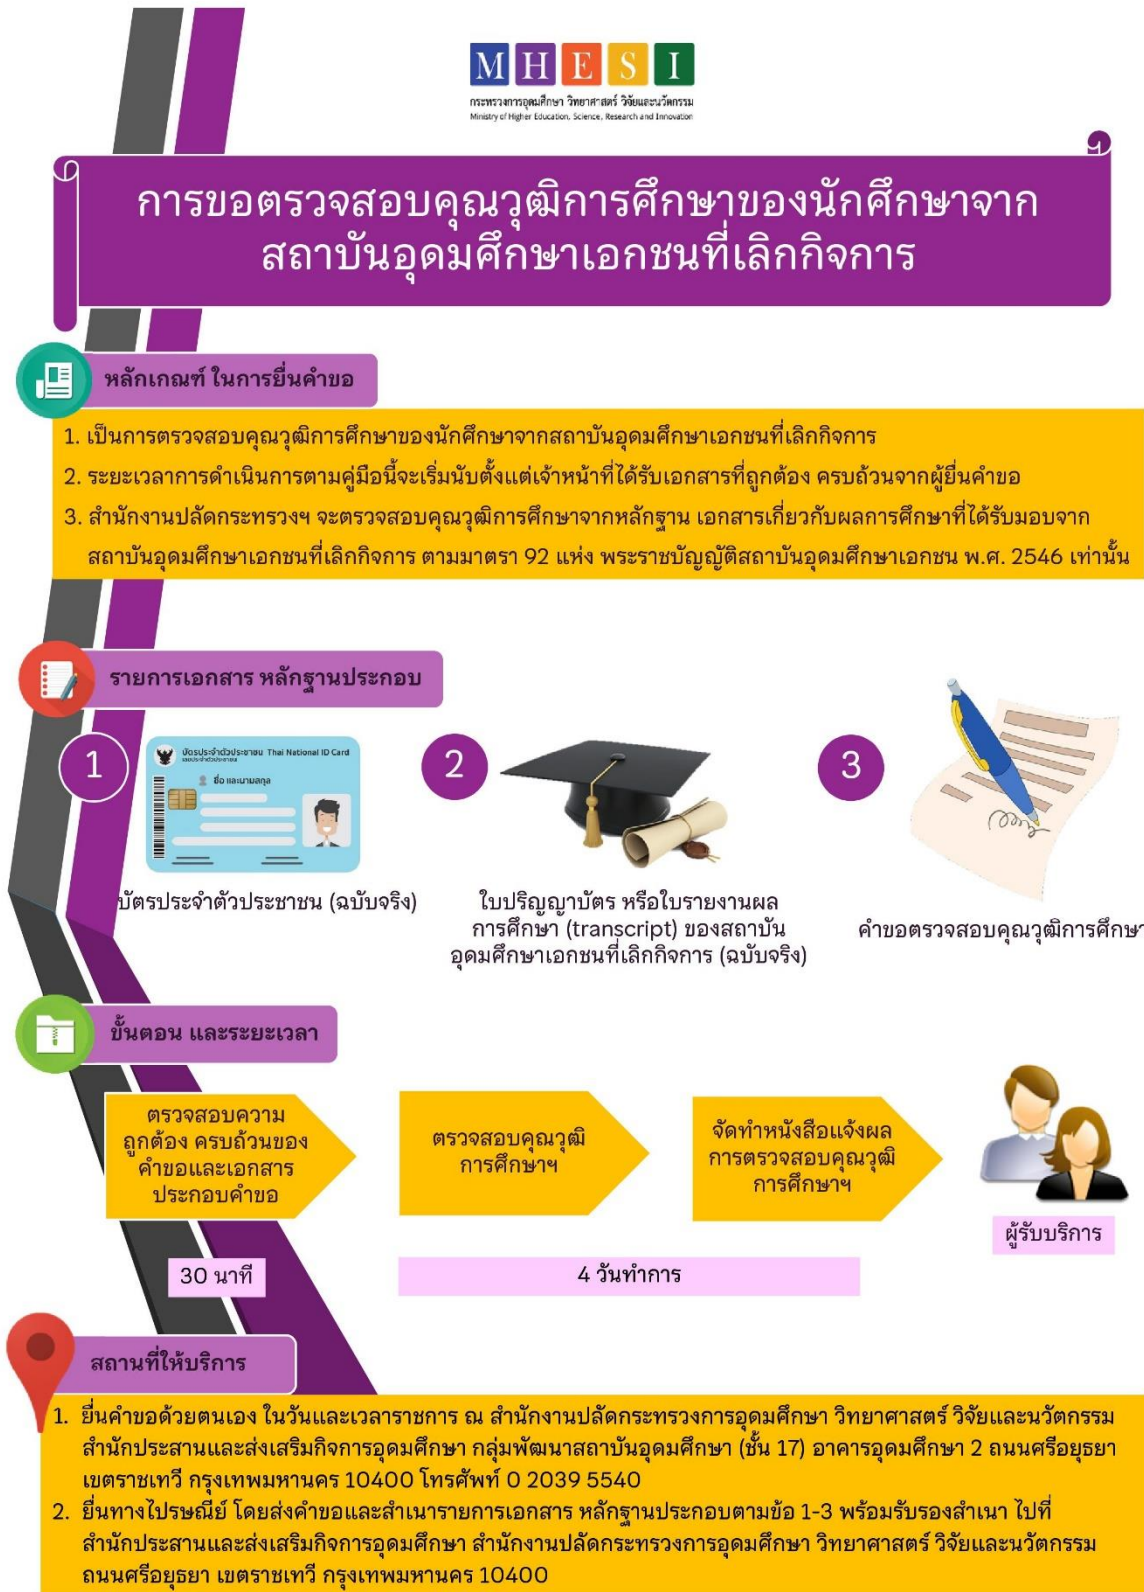 M H E S I
กระทรวงการอุดมศึกษา วิทยาศาสตร์ วิจัยและนวัตกรรม
Ministry of Higher Education, Science, Research and Innovation
การขอตรวจสอบคุณวุฒิการศึกษาของนักศึกษาจาก
สถาบันอุดมศึกษาเอกชนที่เลิกกิจการ
หลักเกณฑ์ ในการยื่นคำขอ
1. เป็นการตรวจสอบคุณวุฒิการศึกษาของนักศึกษาจากสถาบันอุดมศึกษาเอกชนที่เลิกกิจการ
2. ระยะเวลาการดำเนินการตามคู่มือนี้จะเริ่มนับตั้งแต่เจ้าหน้าที่ได้รับเอกสารที่ถูกต้อง ครบถ้วนจากผู้ยื่นคำขอ
3. สำนักงานปลัดกระทรวงฯ จะตรวจสอบคุณวุฒิการศึกษาจากหลักฐาน เอกสารเกี่ยวกับผลการศึกษาที่ได้รับมอบจาก
สถาบันอุดมศึกษาเอกชนที่เลิกกิจการ ตามมาตรา 92 แห่ง พระราชบัญญัติสถาบันอุดมศึกษาเอกชน พ.ศ. 2546 เท่านั้น
รายการเอกสาร หลักฐานประกอบ
1
บัตรประจำตัวประชาชน Thai National ID Card
เลขประจำตัวประชาชน
ชื่อ และนามสกุล
บัตรประจำตัวประชาชน (ฉบับจริง)
2
ใบปริญญาบัตร หรือใบรายงานผล
การศึกษา (transcript) ของสถาบัน
อุดมศึกษาเอกชนที่เลิกกิจการ (ฉบับจริง)
3
คำขอตรวจสอบคุณวุฒิการศึกษา
ขั้นตอน และระยะเวลา
ตรวจสอบความ
ถูกต้อง ครบถ้วนของ
คำขอและเอกสาร
ประกอบคำขอ
ตรวจสอบคุณวุฒิ
การศึกษาฯ
จัดทำหนังสือแจ้งผล
การตรวจสอบคุณวุฒิ
การศึกษาฯ
ผู้รับบริการ
30 นาที
4 วันทำการ
สถานที่ให้บริการ
1. ยื่นคำขอด้วยตนเอง ในวันและเวลาราชการ ณ สำนักงานปลัดกระทรวงการอุดมศึกษา วิทยาศาสตร์ วิจัยและนวัตกรรม
สำนักประสานและส่งเสริมกิจการอุดมศึกษา กลุ่มพัฒนาสถาบันอุดมศึกษา (ชั้น 17) อาคารอุดมศึกษา 2 ถนนศรีอยุธยา
เขตราชเทวี กรุงเทพมหานคร 10400 โทรศัพท์ 0 2039 5540
2. ยื่นทางไปรษณีย์ โดยส่งคำขอและสำเนารายการเอกสาร หลักฐานประกอบตามข้อ 1-3 พร้อมรับรองสำเนา ไปที่
สำนักประสานและส่งเสริมกิจการอุดมศึกษา สำนักงานปลัดกระทรวงการอุดมศึกษา วิทยาศาสตร์ วิจัยและนวัตกรรม
ถนนศรีอยุธยา เขตราชเทวี กรุงเทพมหานคร 10400